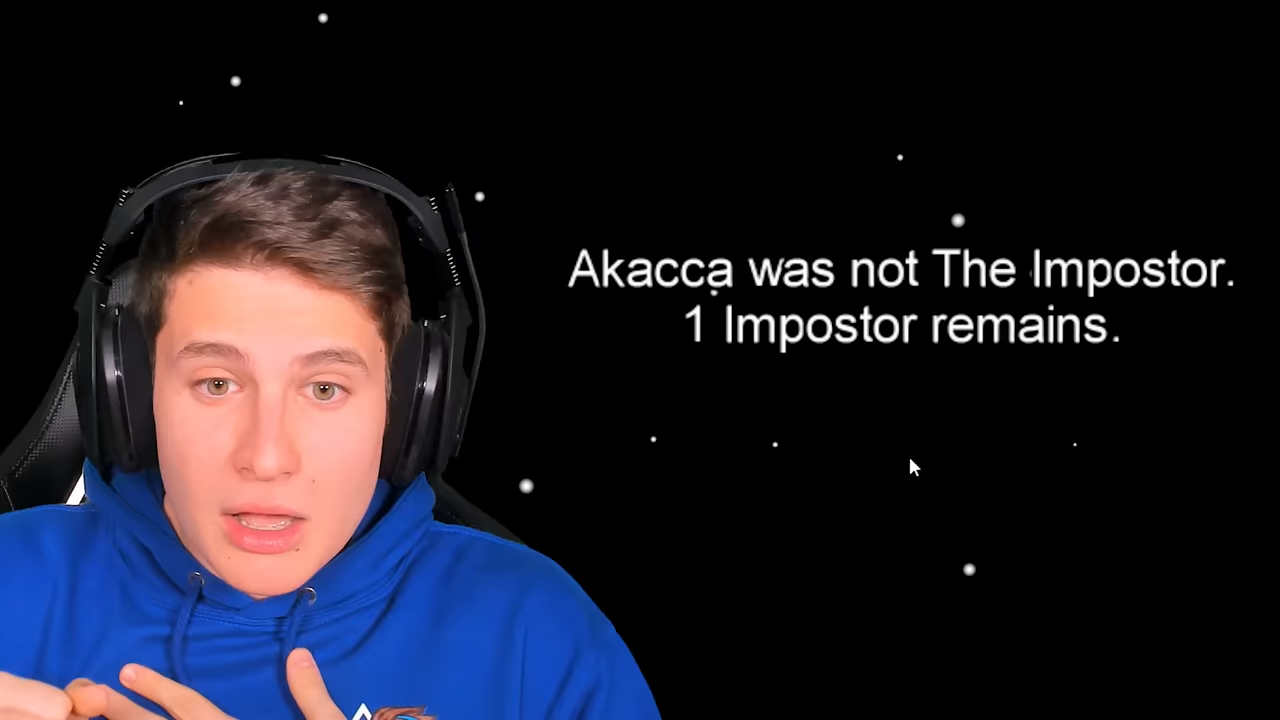 Akacca was not The Impostor.
1 Impostor remains.